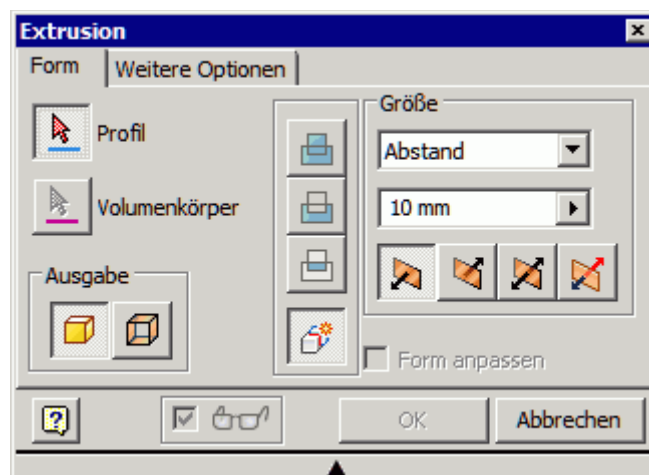 Extrusion
Form
Weitere Optionen
Profil
Volumenkörper
Ausgabe
Größe
Abstand
10 mm
Form anpassen
OK
Abbrechen